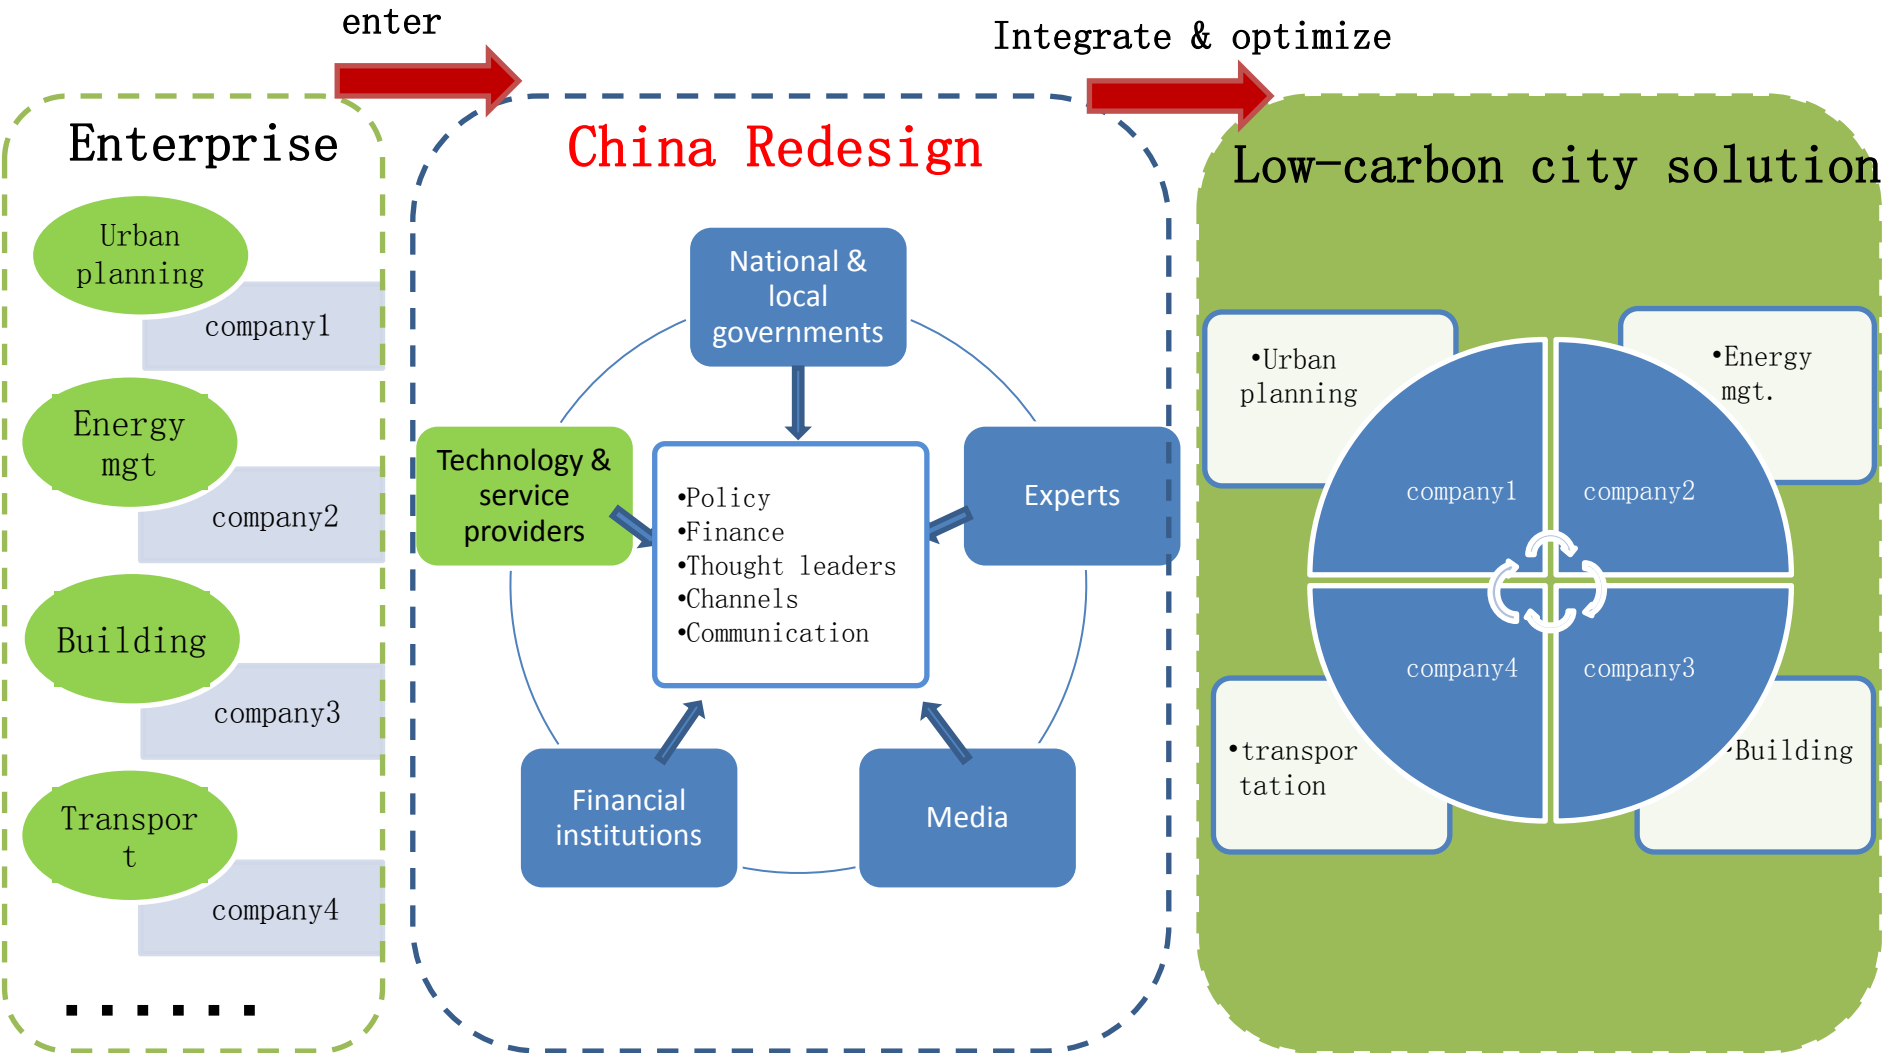 enter
Integrate & optimize
Enterprise
Urban
planning
company1
Energy
mgt
company2
Building
company3
Transpor
t
company4
......
China Redesign
National &
local
governments
Technology &
service
providers
Experts
•Policy
•Finance
•Thought leaders
•Channels
•Communication
Financial
institutions
Media
Low-carbon city solution
•Urban
planning
•Energy
mgt.
company1
company2
company4
company3
•transpor
tation
•Building